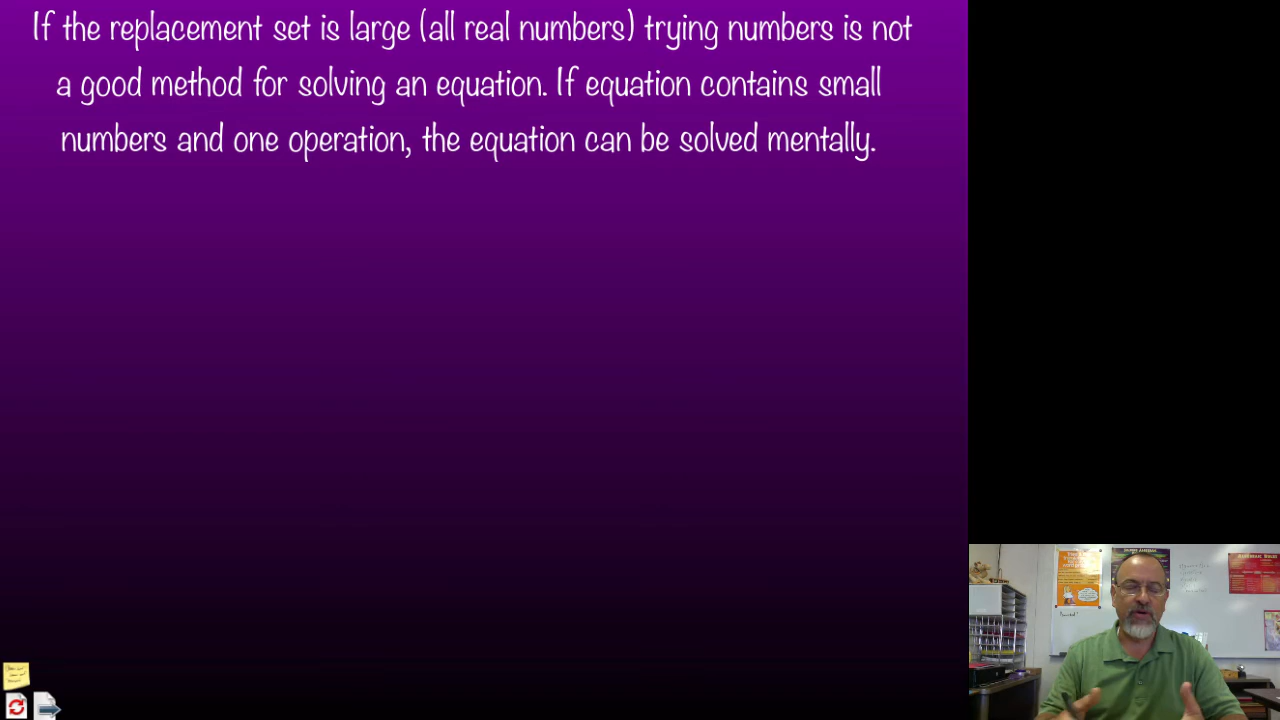 If the replacement set is large (all real numbers) trying numbers is not
a good method for solving an equation. If equation contains small
numbers and one operation, the equation can be solved mentally.